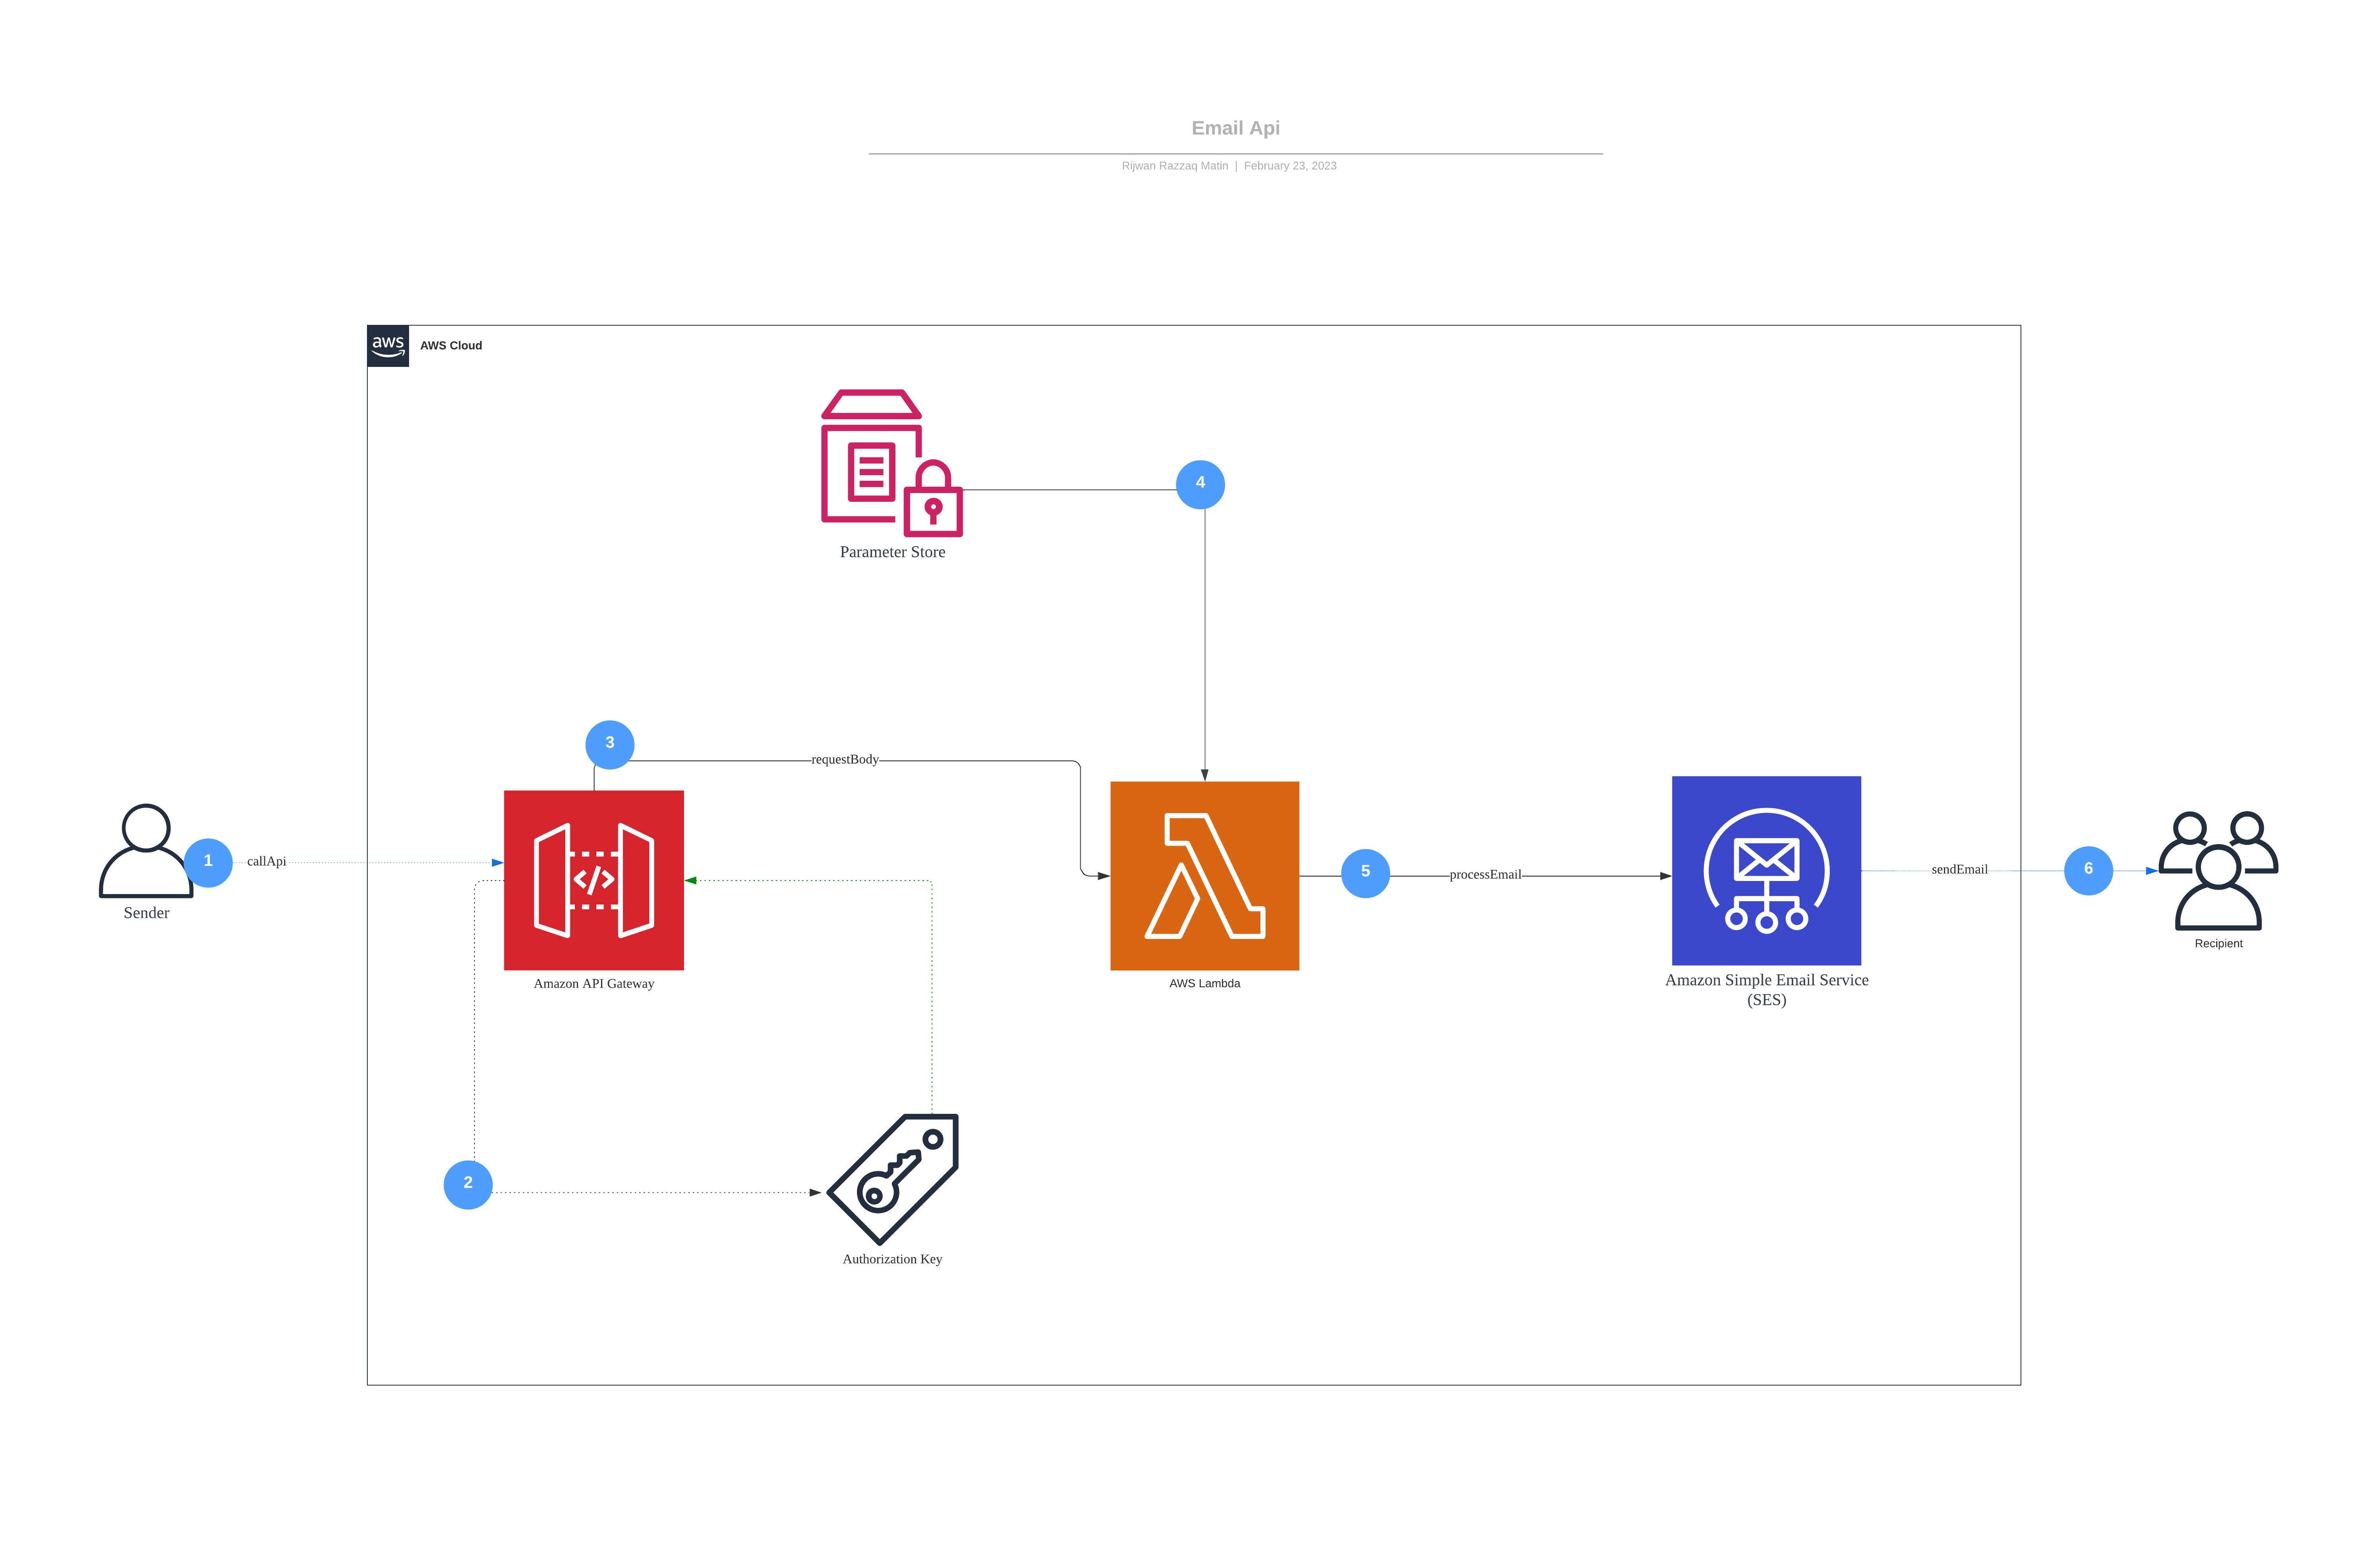 Email Api
Rijwan Razzaq Matin | February 23, 2023
aws
AWS Cloud
4
Parameter Store
3
requestBody
1
callApi
Sender
Amazon API Gateway
AWS Lambda
5
processEmail
Amazon Simple Email Service
(SES)
sendEmail
6
Recipient
2
Authorization Key